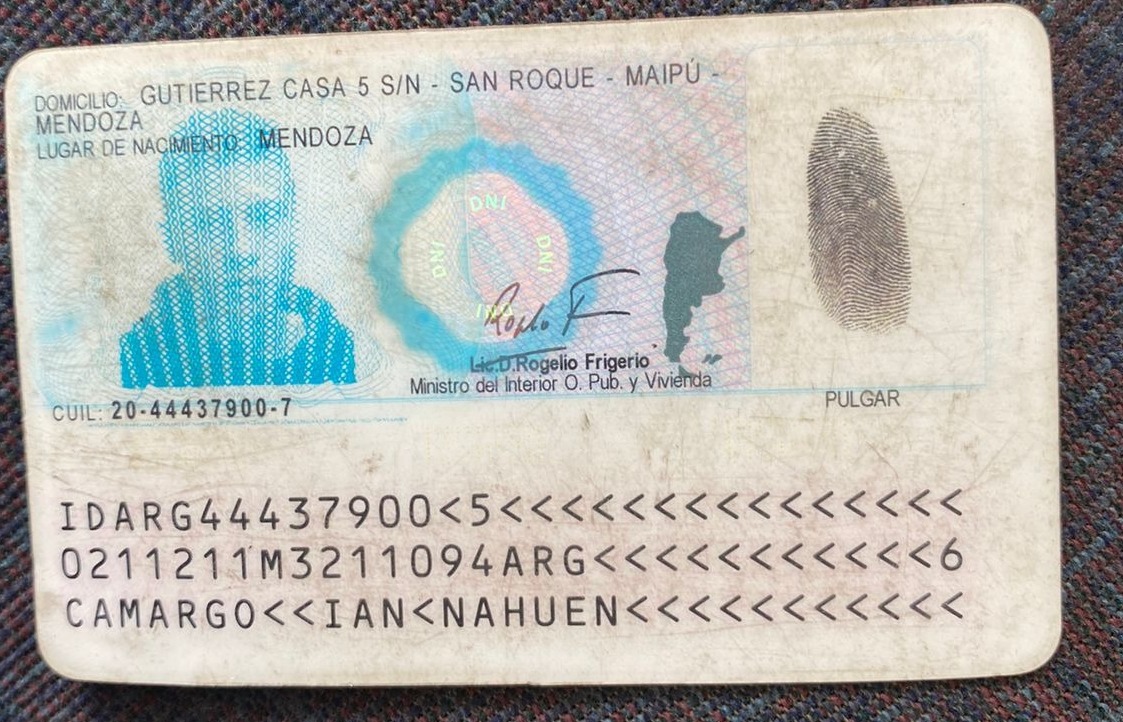 DOMICILIO: GUTIERREZ CASA 5 S/N - SAN ROQUE - MAIPÚ -
MENDOZA
LUGAR DE NACIMIENTO: MENDOZA
DNI
DNI
DNI
DNI
Lic.D.Rogelio Frigerio
Ministro del Interior O. Pub. y Vivienda
PULGAR
CUIL: 20-44437900-7
IDARG44437900<5<<<<<<<<<<<<<<<
0211211M3211094ARG<<<<<<<<<<<6
CAMARGO<<IAN<NAHUEN<<<<<<<<<<<